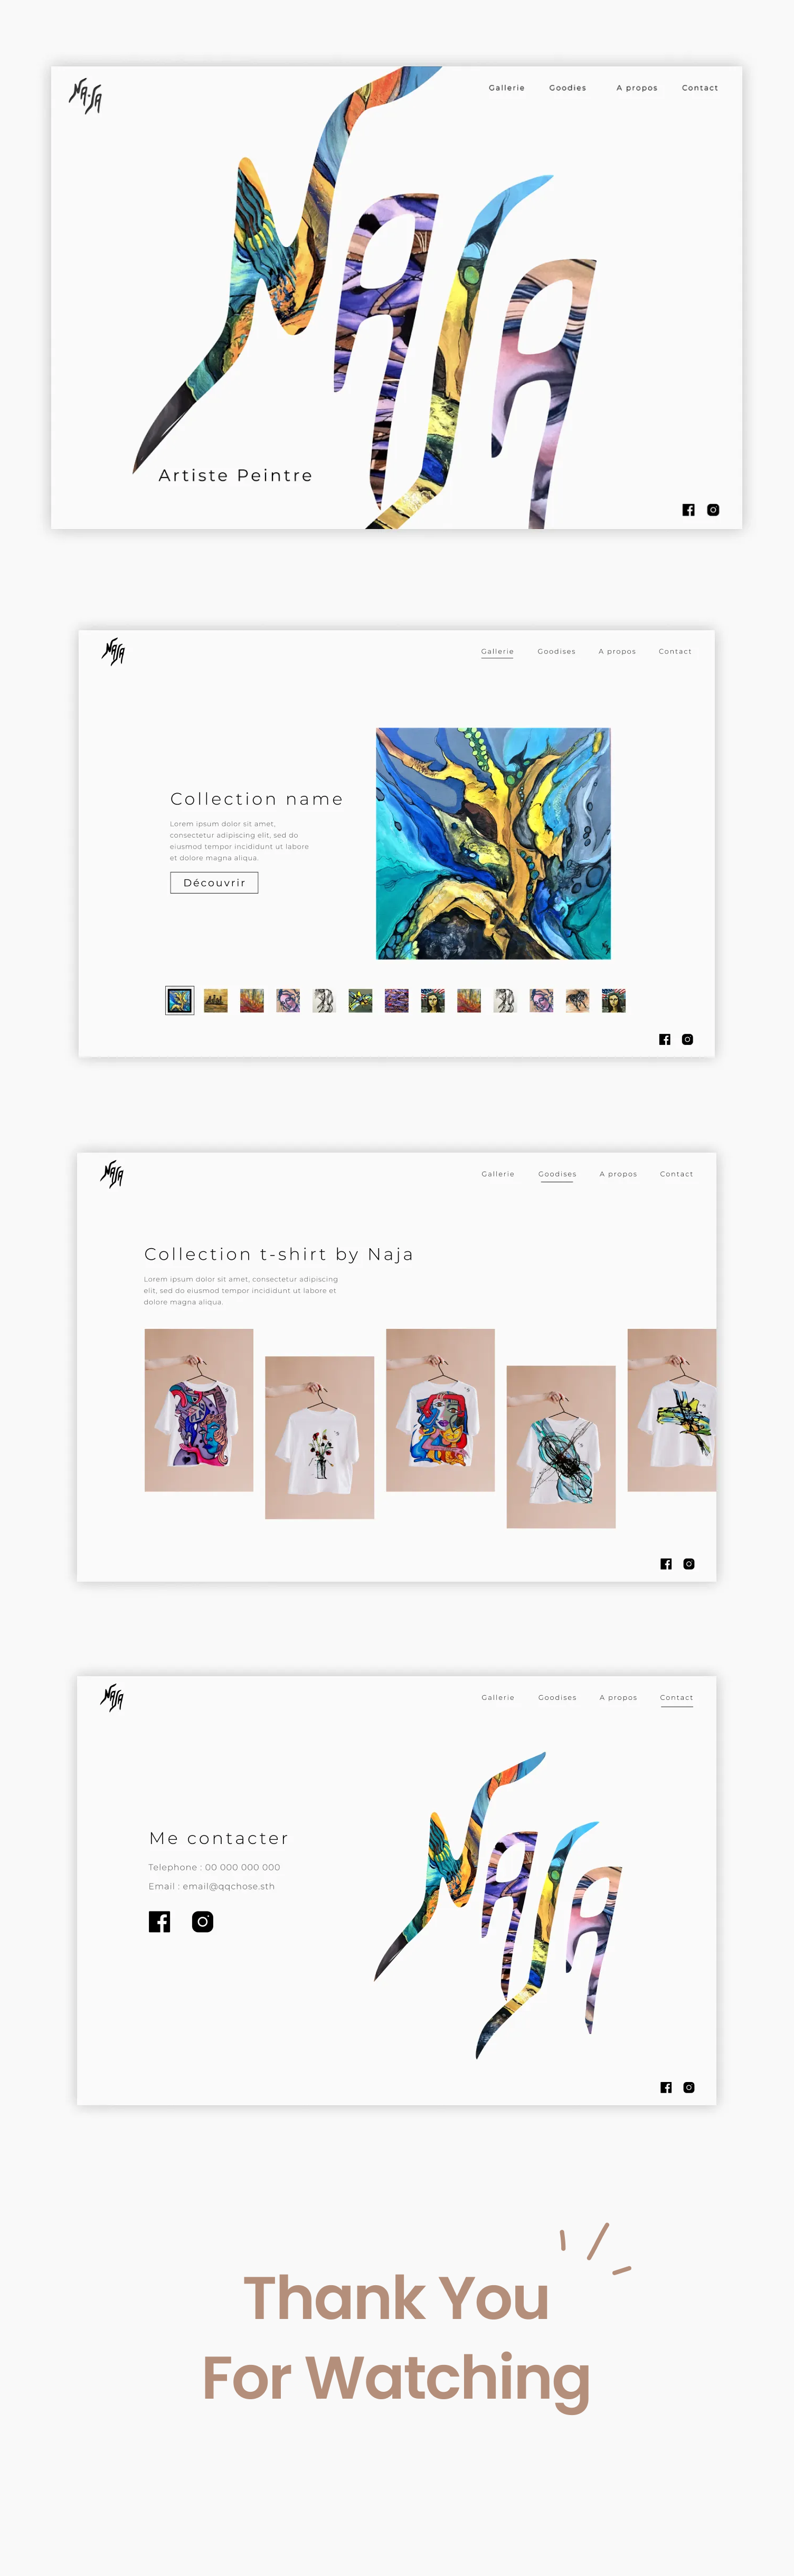 NAJA
Gallerie Goodies A propos Contact
NAJA
Artiste Peintre
NAJA
Gallerie Goodises A propos Contact
Collection name
Lorem ipsum dolor sit amet,
consectetur adipiscing elit, sed do
eiusmod tempor incididunt ut labore
et dolore magna aliqua.
Découvrir
NAJA
Gallerie Goodises A propos Contact
Collection t-shirt by Naja
Lorem ipsum dolor sit amet, consectetur adipiscing
elit, sed do eiusmod tempor incididunt ut labore et
dolore magna aliqua.
NAJA
Gallerie Goodises A propos Contact
Me contacter
Telephone : 00 000 000 000
Email : email@qqchose.sth
NAJA
Thank You
For Watching